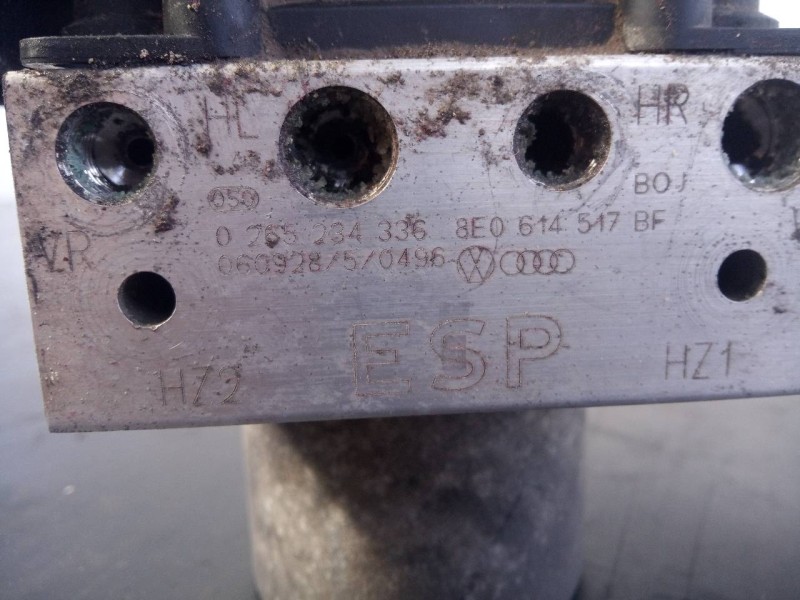 HL HR
BOJ
059
0 265 234 336 8E0 614 517 BF
VR
060928/5/0496
HZ2 ESP HZ1